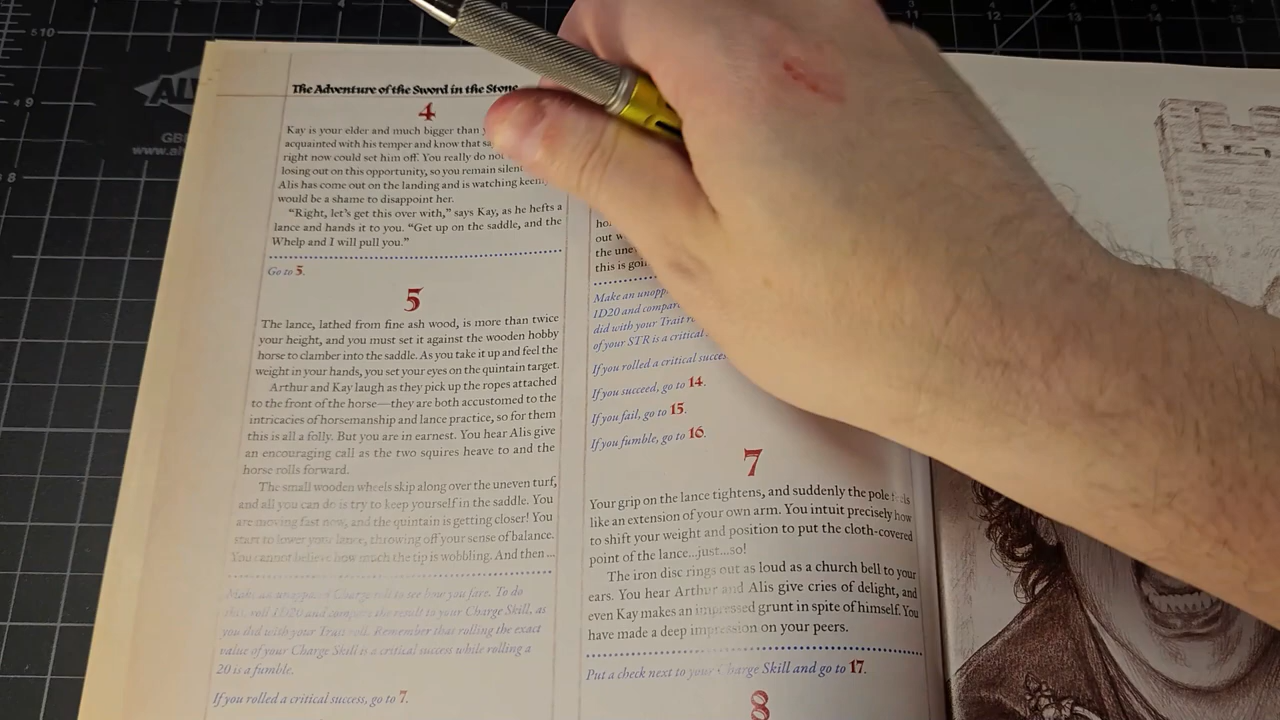 The Adventure of the Sword in the Stone
4
Kay is your elder and much bigger than
acquainted with his temper and know that
right now could set him off. You really do
losing out on this opportunity, so you remain silent
Alis has come out on the landing and is watching
would be a shame to disappoint her.
“Right, let’s get this over with,” says Kay, as he hefts a
lance and hands it to you. “Get up on the saddle, and the
Whelp and I will pull you.”
Go to 5.
5
The lance, lathed from fine ash wood, is more than twice
your height, and you must set it against the wooden hobby
horse to clamber into the saddle. As you take it up and feel the
weight in your hands, you set your eyes on the quintain target.
Arthur and Kay laugh as they pick up the ropes attached
to the front of the horse—they are both accustomed to the
intricacies of horsemanship and lance practice, so for them
this is all a folly. But you are in earnest. You hear Alis give
an encouraging call as the two squires heave to and the
horse rolls forward.
The small wooden wheels skip along over the uneven turf,
and all you can do is try to keep yourself in the saddle. You
are moving fast now, and the quintain is getting closer! You
start to lower your lance, throwing off your sense of balance.
You cannot believe how much the tip is wobbling. And then ...
Make an unopposed Charge roll to see how you fare. To do
this, roll 1D20 and compare the result to your Charge Skill, as
you did with your Trait roll. Remember that rolling the exact
value of your Charge Skill is a critical success while rolling a
20 is a fumble.
If you rolled a critical success, go to 7.
out
the
this is
Make an
1D20 and
did with your Trait
of your STR is a critical
If you rolled a critical
If you succeed, go to 14.
If you fail, go to 15.
If you fumble, go to 16.
7
Your grip on the lance tightens, and suddenly the pole feels
like an extension of your own arm. You intuit precisely how
to shift your weight and position to put the cloth-covered
point of the lance...just...so!
The iron disc rings out as loud as a church bell to your
ears. You hear Arthur and Alis give cries of delight, and
even Kay makes an impressed grunt in spite of himself. You
have made a deep impression on your peers.
Put a check next to your Charge Skill and go to 17.
8
10
9
8
11
12
13
14
15